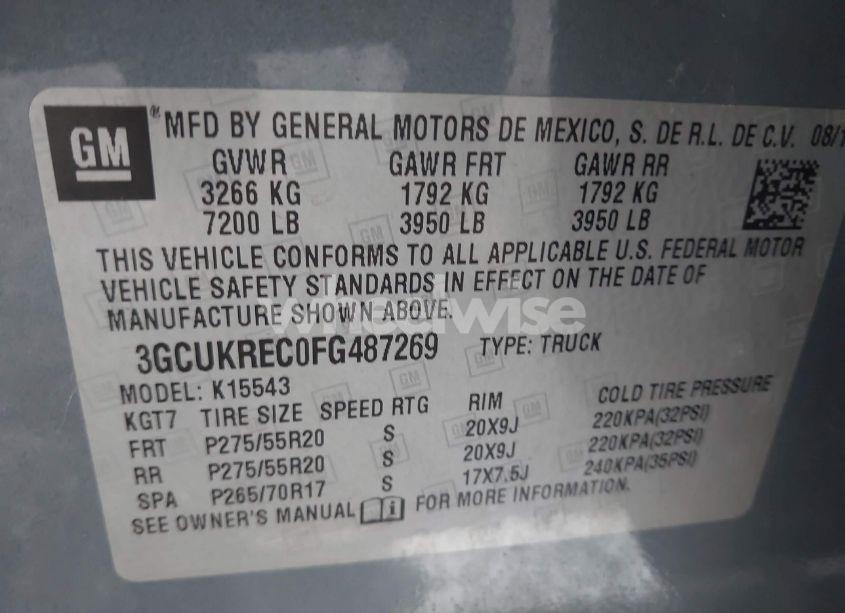 GM
® MFD BY GENERAL MOTORS DE MEXICO, S. DE R.L. DE C.V. 08/1
GVWR GAWR FRT GAWR RR
3266 KG 1792 KG 1792 KG
7200 LB 3950 LB 3950 LB
THIS VEHICLE CONFORMS TO ALL APPLICABLE U.S. FEDERAL MOTOR
VEHICLE SAFETY STANDARDS IN EFFECT ON THE DATE OF
MANUFACTURE SHOWN ABOVE.
wheelwise
3GCUKREC0FG487269 TYPE: TRUCK
MODEL: K15543
KGT7 TIRE SIZE SPEED RTG RIM COLD TIRE PRESSURE
FRT P275/55R20 S 20X9J 220KPA(32PSI)
RR P275/55R20 S 20X9J 220KPA(32PSI)
SPA P265/70R17 S 17X7.5J 240KPA(35PSI)
SEE OWNER'S MANUAL FOR MORE INFORMATION.